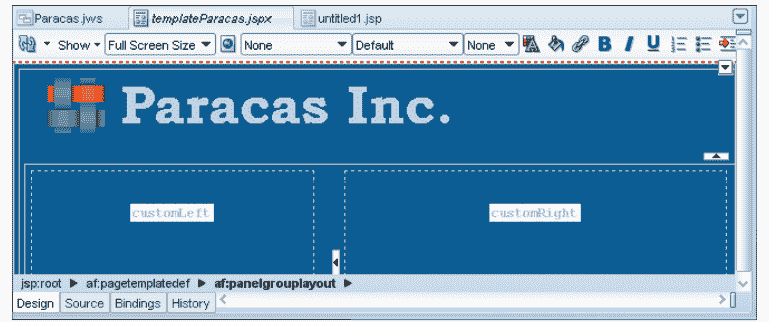 Paracas.jws templateParacas.jspx untitled1.jsp
Show Full Screen Size None Default None A B I U
Paracas Inc.
customLeft customRight
jsp:root af:pagetemplatedef af:panelgrouplayout
Design Source Bindings History